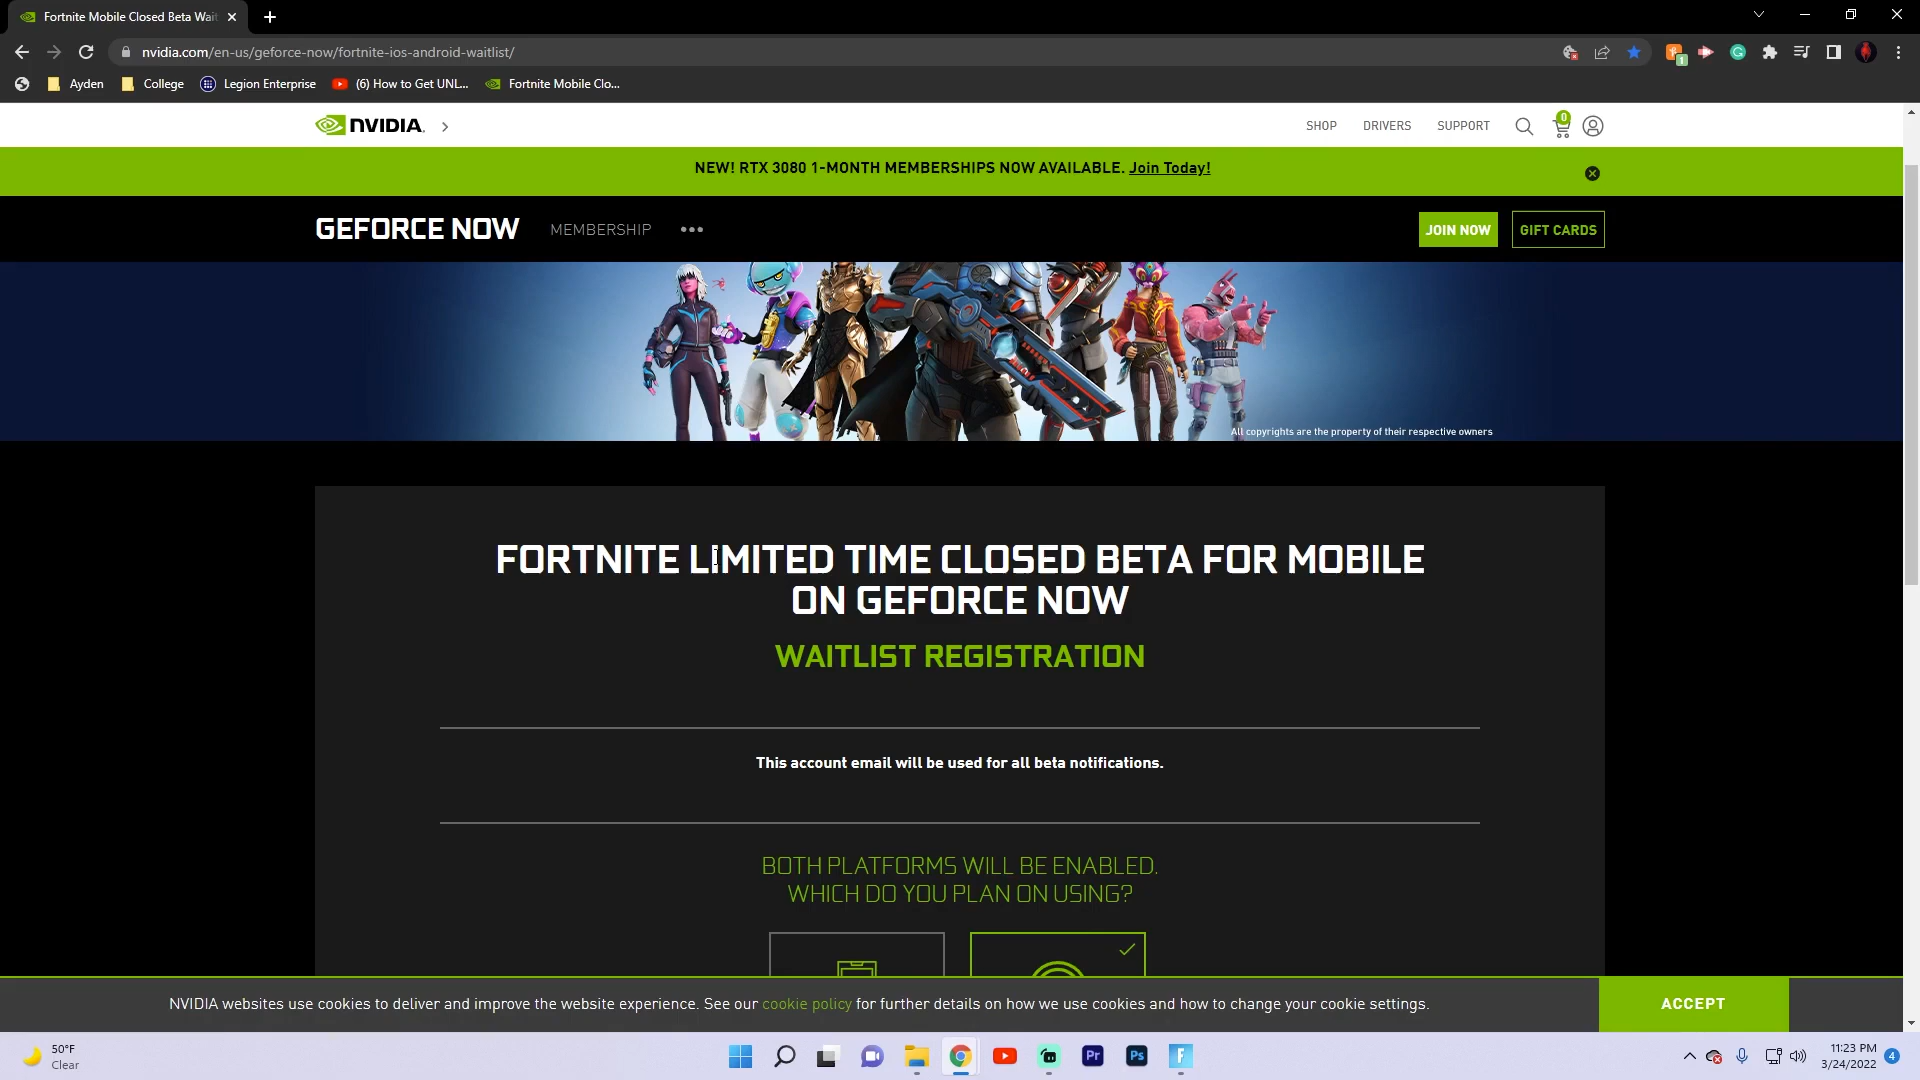 Fortnite Mobile Closed Beta Wait
nvidia.com/en-us/geforce-now/fortnite-ios-android-waitlist/
1
Ayden
College
Legion Enterprise
(6) How to Get UNL...
Fortnite Mobile Clo...
NVIDIA.
SHOP
DRIVERS
SUPPORT
0
NEW! RTX 3080 1-MONTH MEMBERSHIPS NOW AVAILABLE. Join Today!
GEFORCE NOW
MEMBERSHIP
JOIN NOW
GIFT CARDS
All copyrights are the property of their respective owners
FORTNITE LIMITED TIME CLOSED BETA FOR MOBILE
ON GEFORCE NOW
WAITLIST REGISTRATION
This account email will be used for all beta notifications.
BOTH PLATFORMS WILL BE ENABLED.
WHICH DO YOU PLAN ON USING?
NVIDIA websites use cookies to deliver and improve the website experience. See our cookie policy for further details on how we use cookies and how to change your cookie settings.
ACCEPT
50°F
Clear
Pr
Ps
F
11:23 PM
3/24/2022
4